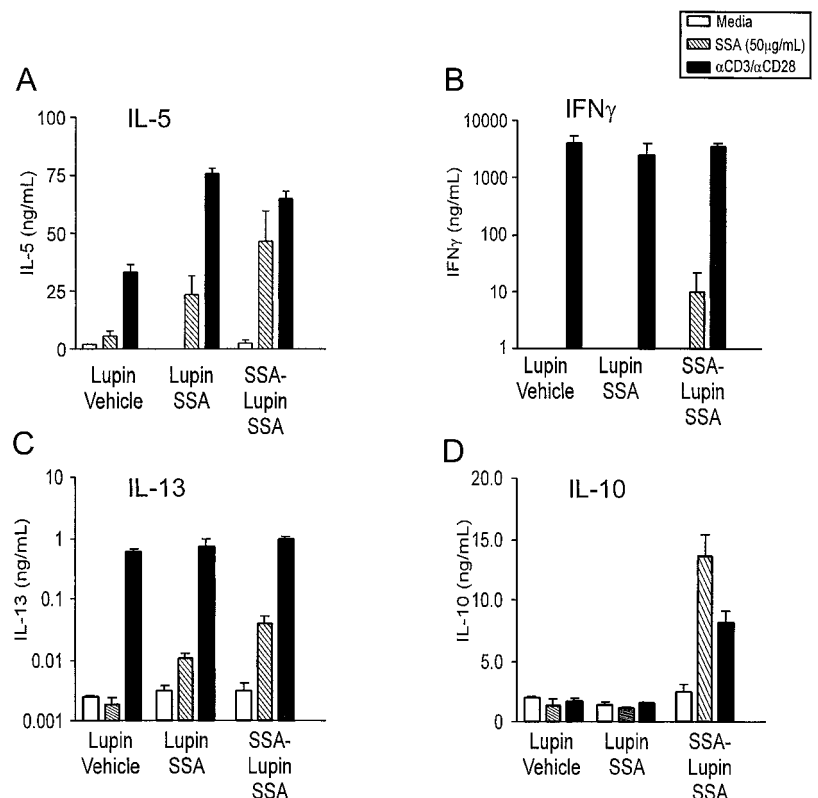 Media
SSA (50µg/mL)
αCD3/αCD28
A
IL-5
IL-5 (ng/mL)
100
75
50
25
0
Lupin
Vehicle
Lupin
SSA
SSA-
Lupin
SSA
B
IFNγ
IFNγ (ng/mL)
10000
1000
100
10
1
Lupin
Vehicle
Lupin
SSA
SSA-
Lupin
SSA
C
IL-13
IL-13 (ng/mL)
10
1
0.1
0.01
0.001
Lupin
Vehicle
Lupin
SSA
SSA-
Lupin
SSA
D
IL-10
IL-10 (ng/mL)
20.0
15.0
10.0
5.0
0
Lupin
Vehicle
Lupin
SSA
SSA-
Lupin
SSA